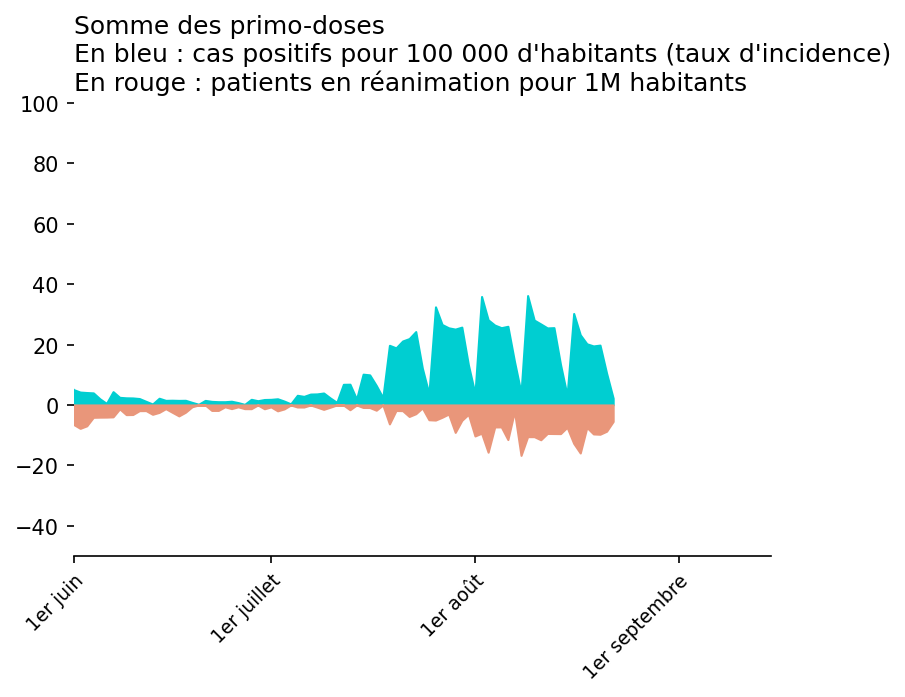 Somme des primo-doses
En bleu : cas positifs pour 100 000 d'habitants (taux d'incidence)
En rouge : patients en réanimation pour 1M habitants
100
80
60
40
20
0
−20
−40
1er juin
1er juillet
1er août
1er septembre